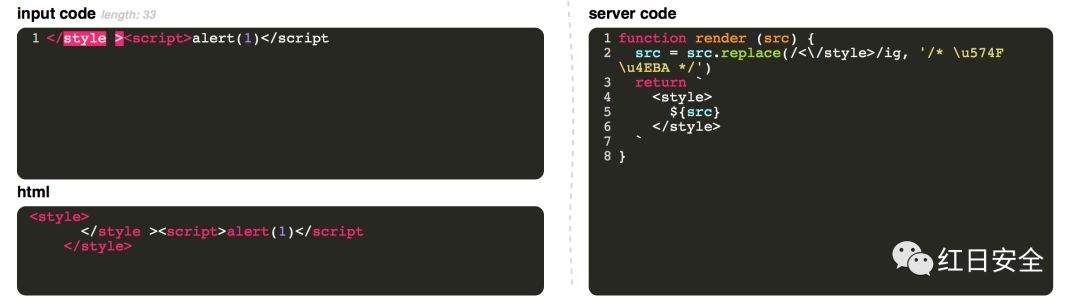 input code length: 33
1 </style ><script>alert(1)</script
html
<style>
</style ><script>alert(1)</script
</style>
server code
1 function render (src) {
2 src = src.replace(/<\/style>/ig, '/* \u574F
\u4EBA */')
3 return `
4 <style>
5 ${src}
6 </style>
7 `
8 }
红日安全